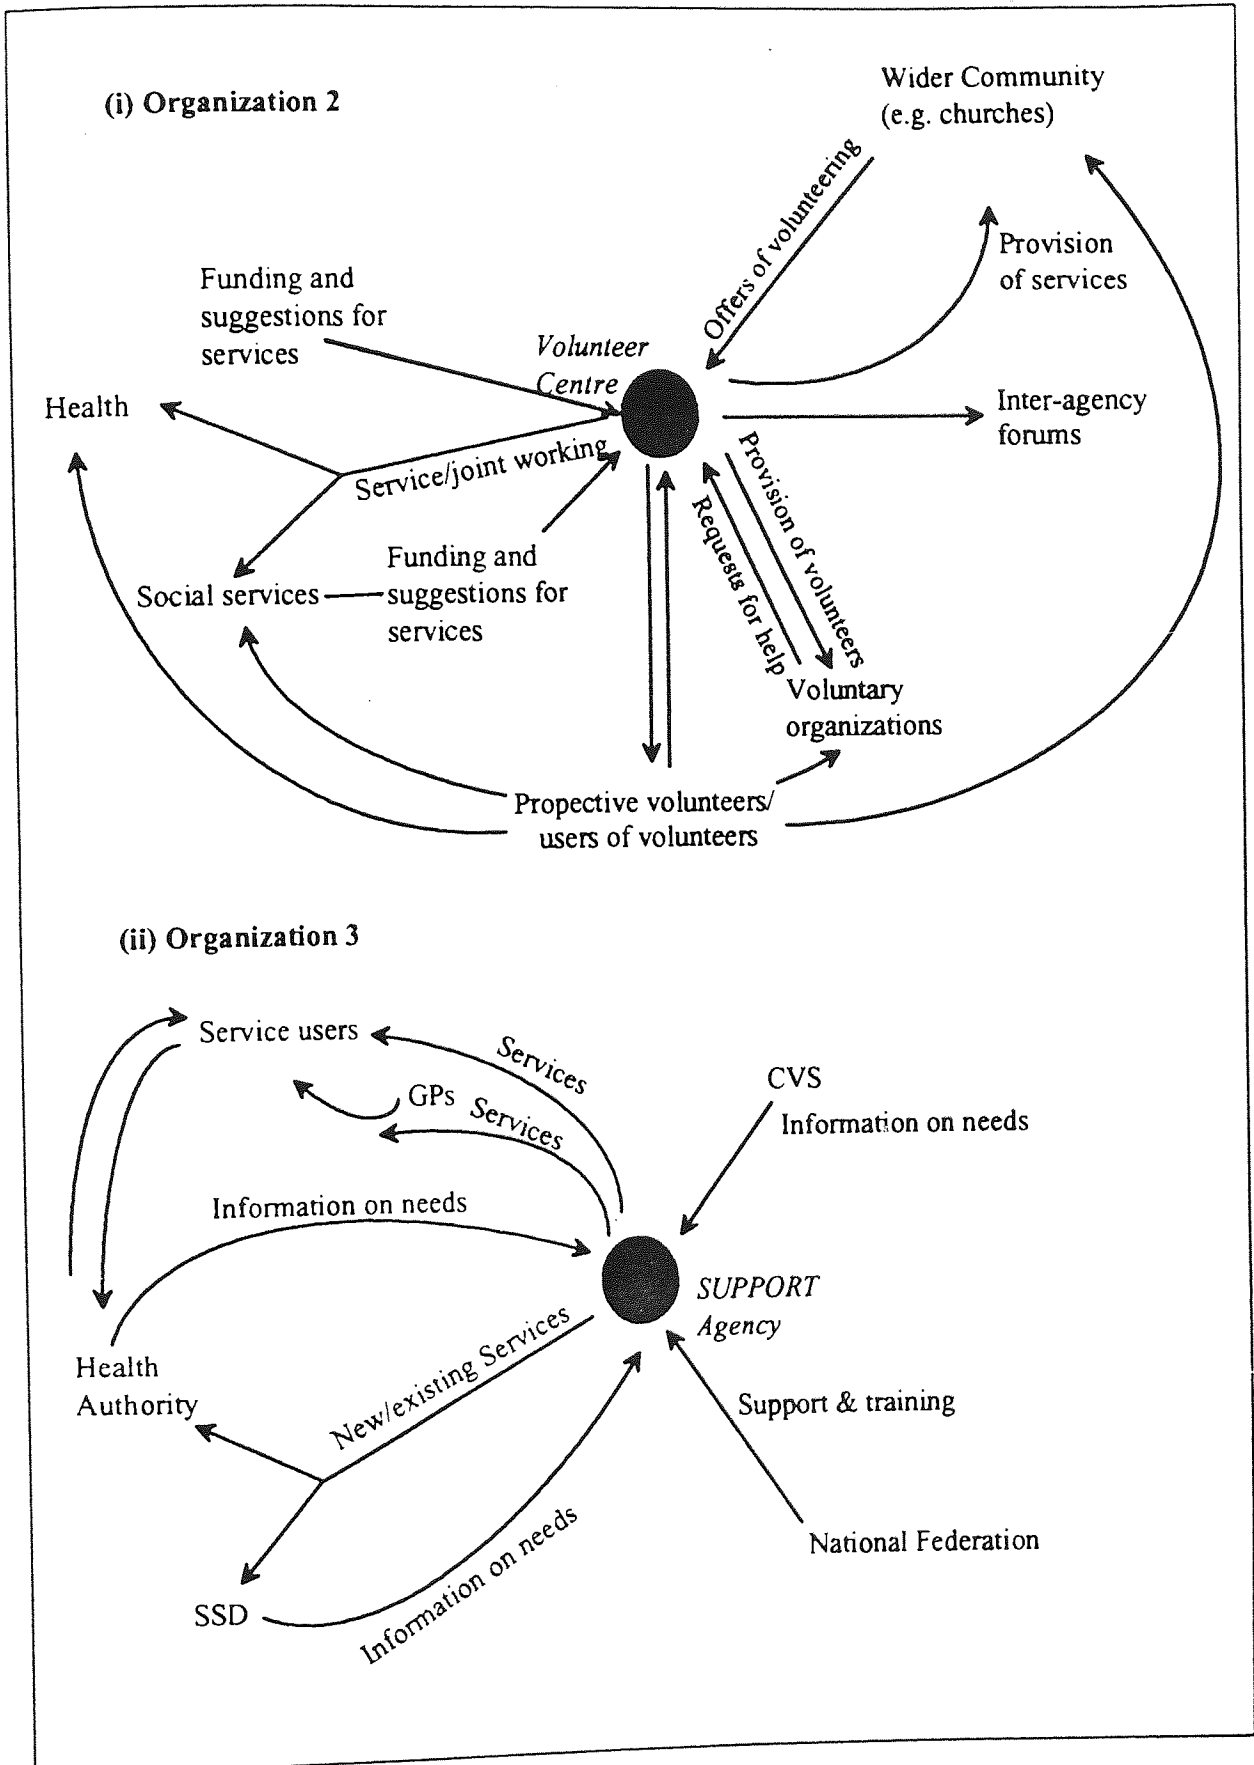 (i) Organization 2
Wider Community
(e.g. churches)
Offers of volunteering
Provision
of services
Funding and
suggestions for
services
Volunteer
Centre
Health
Inter-agency
forums
Service/joint working
Provision of volunteers
Requests for help
Funding and
Social services
suggestions for
services
Voluntary
organizations
Propective volunteers/
users of volunteers
(ii) Organization 3
Service users
Services
GPs
Services
CVS
Information on needs
Information on needs
SUPPORT
Agency
New/existing Services
Health
Authority
Support & training
Information on needs
National Federation
SSD